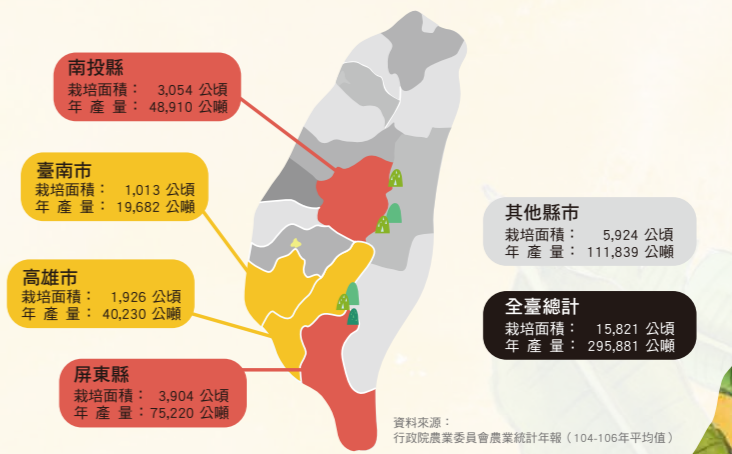 南投縣
栽培面積： 3,054 公頃
年 產 量： 48,910 公噸
臺南市
栽培面積： 1,013 公頃
年 產 量： 19,682 公噸
高雄市
栽培面積： 1,926 公頃
年 產 量： 40,230 公噸
屏東縣
栽培面積： 3,904 公頃
年 產 量： 75,220 公噸
其他縣市
栽培面積： 5,924 公頃
年 產 量： 111,839 公噸
全臺總計
栽培面積： 15,821 公頃
年 產 量： 295,881 公噸
資料來源：
行政院農業委員會農業統計年報（104-106年平均值）